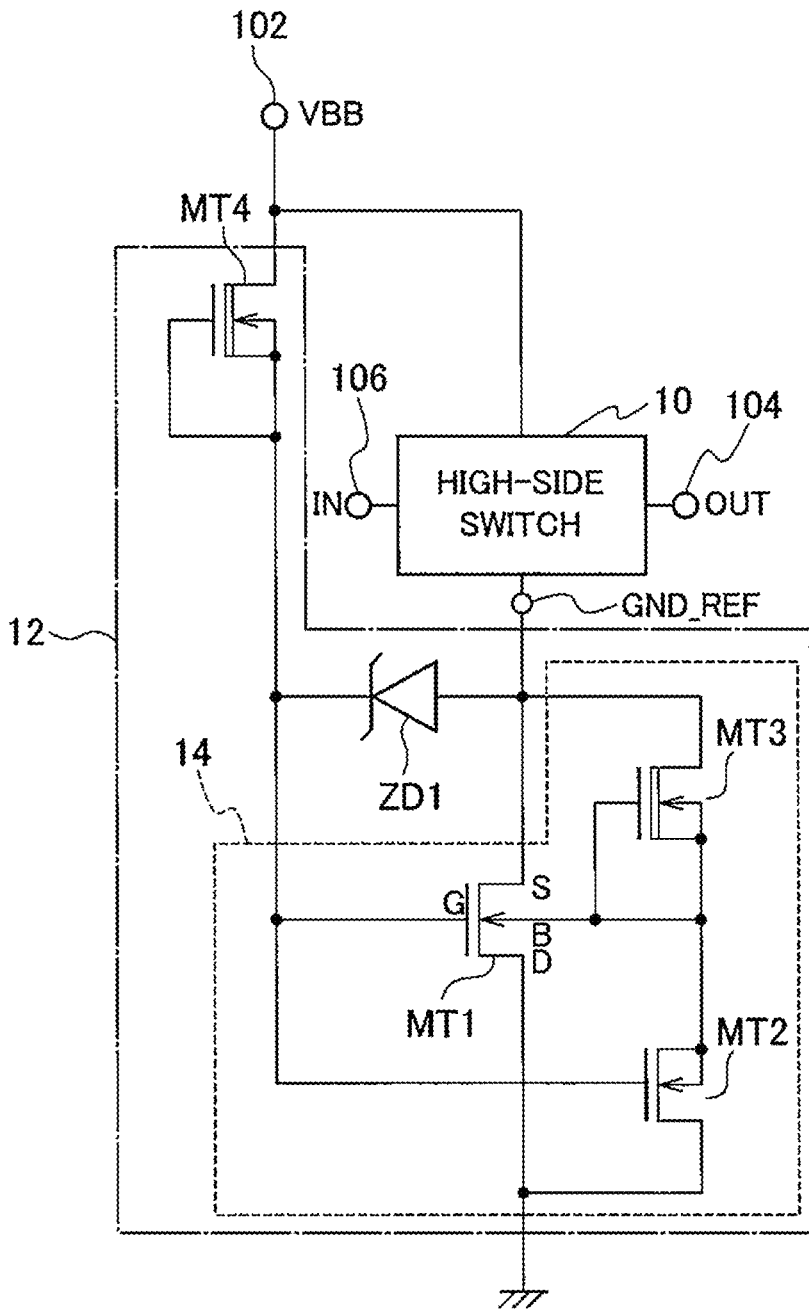 102
VBB
MT4
106
10
104
IN
HIGH-SIDE
SWITCH
OUT
GND_REF
12
ZD1
MT3
14
G
S
B
D
MT1
MT2